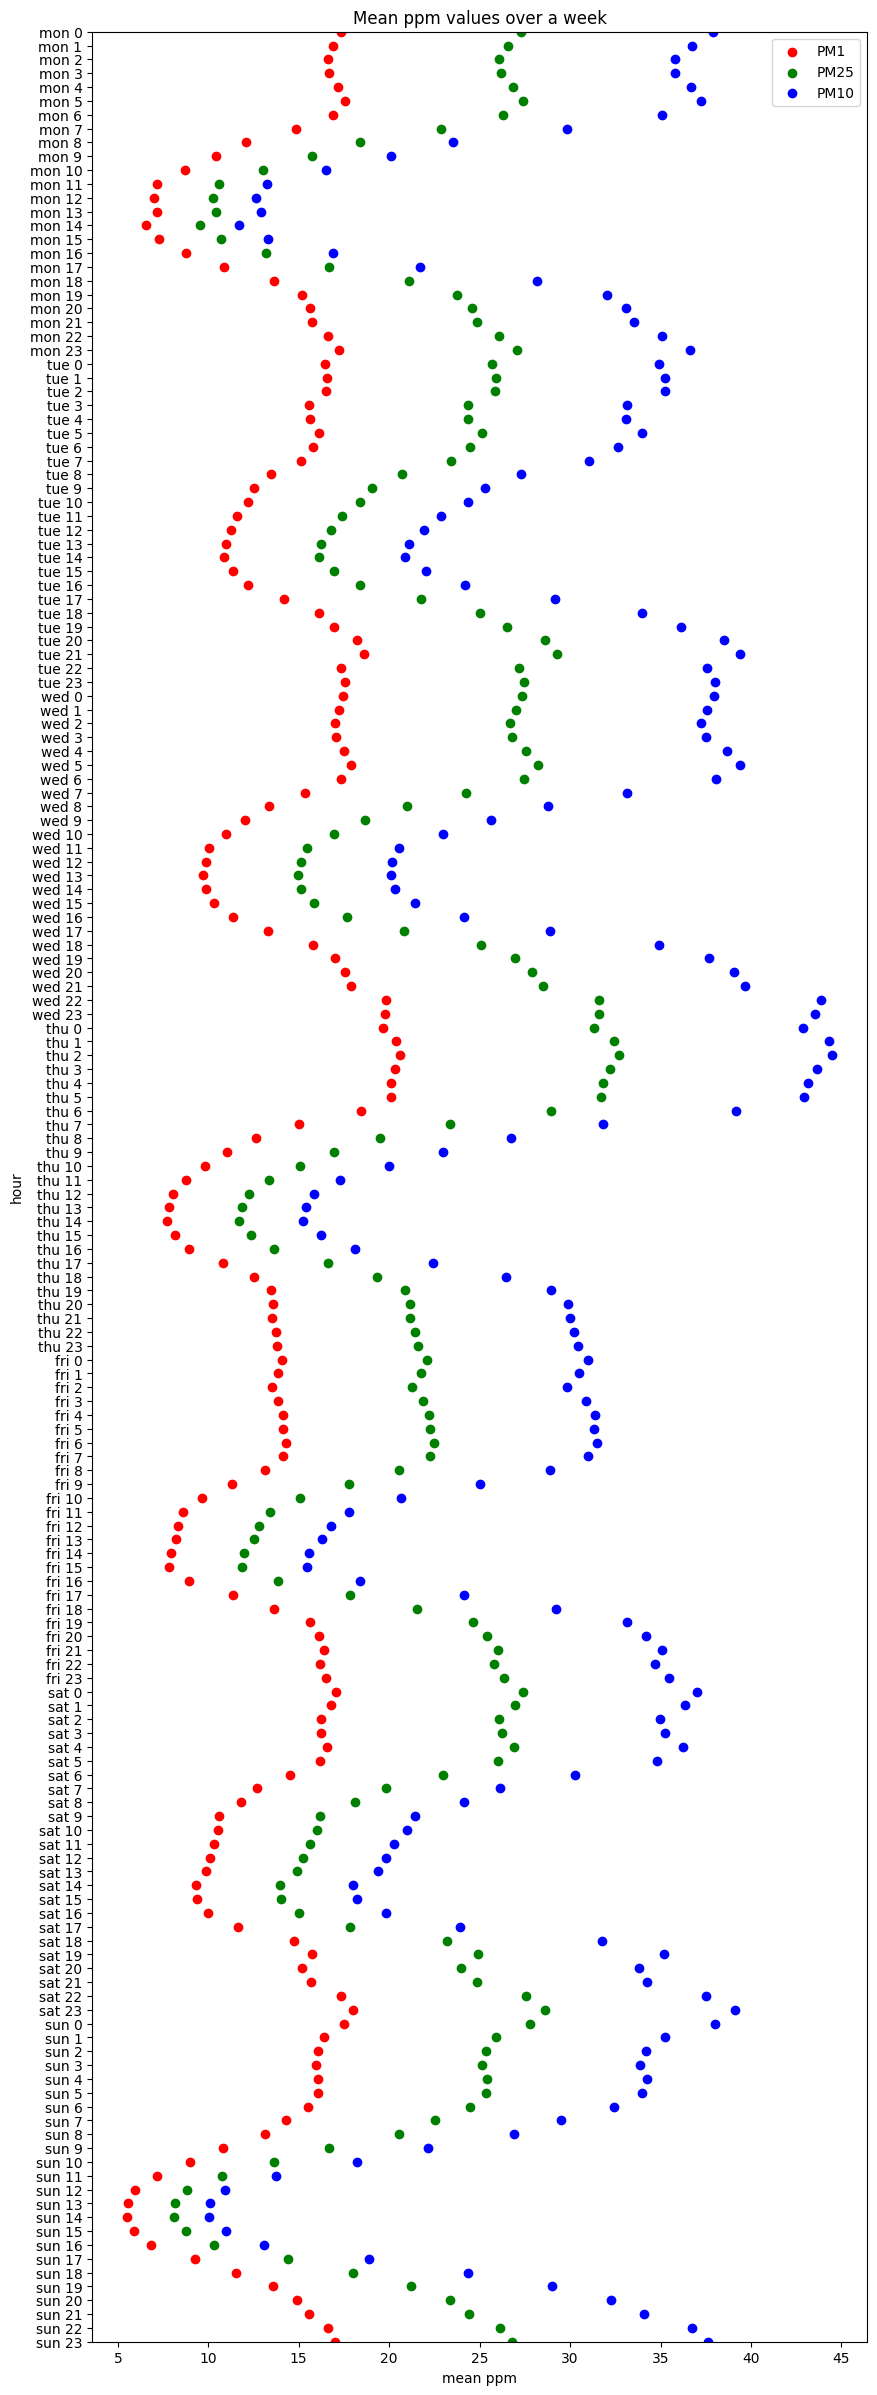 Mean ppm values over a week
PM1
PM25
PM10
mon 0
mon 1
mon 2
mon 3
mon 4
mon 5
mon 6
mon 7
mon 8
mon 9
mon 10
mon 11
mon 12
mon 13
mon 14
mon 15
mon 16
mon 17
mon 18
mon 19
mon 20
mon 21
mon 22
mon 23
tue 0
tue 1
tue 2
tue 3
tue 4
tue 5
tue 6
tue 7
tue 8
tue 9
tue 10
tue 11
tue 12
tue 13
tue 14
tue 15
tue 16
tue 17
tue 18
tue 19
tue 20
tue 21
tue 22
tue 23
wed 0
wed 1
wed 2
wed 3
wed 4
wed 5
wed 6
wed 7
wed 8
wed 9
wed 10
wed 11
wed 12
wed 13
wed 14
wed 15
wed 16
wed 17
wed 18
wed 19
wed 20
wed 21
wed 22
wed 23
thu 0
thu 1
thu 2
thu 3
thu 4
thu 5
thu 6
thu 7
thu 8
thu 9
thu 10
thu 11
thu 12
thu 13
thu 14
thu 15
thu 16
thu 17
thu 18
thu 19
thu 20
thu 21
thu 22
thu 23
fri 0
fri 1
fri 2
fri 3
fri 4
fri 5
fri 6
fri 7
fri 8
fri 9
fri 10
fri 11
fri 12
fri 13
fri 14
fri 15
fri 16
fri 17
fri 18
fri 19
fri 20
fri 21
fri 22
fri 23
sat 0
sat 1
sat 2
sat 3
sat 4
sat 5
sat 6
sat 7
sat 8
sat 9
sat 10
sat 11
sat 12
sat 13
sat 14
sat 15
sat 16
sat 17
sat 18
sat 19
sat 20
sat 21
sat 22
sat 23
sun 0
sun 1
sun 2
sun 3
sun 4
sun 5
sun 6
sun 7
sun 8
sun 9
sun 10
sun 11
sun 12
sun 13
sun 14
sun 15
sun 16
sun 17
sun 18
sun 19
sun 20
sun 21
sun 22
sun 23
hour
5 10 15 20 25 30 35 40 45
mean ppm